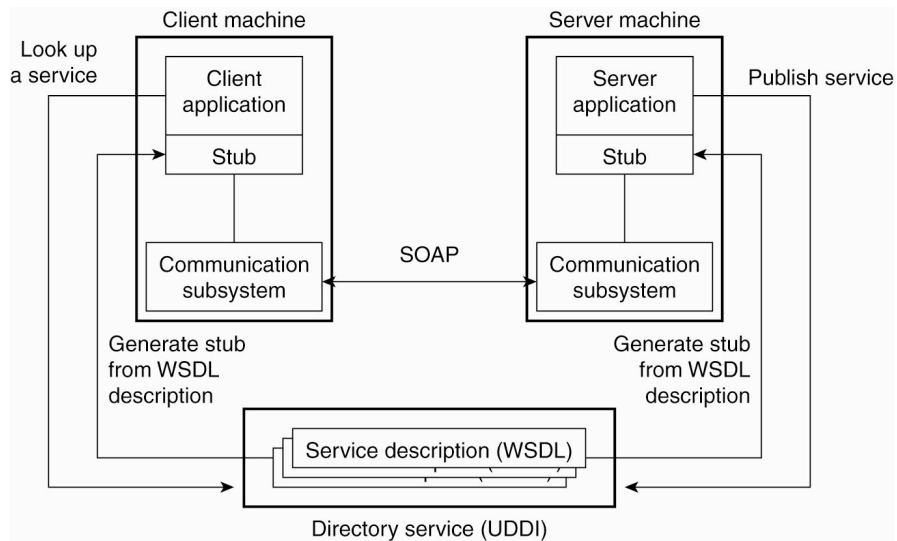 Client machine
Server machine
Look up
a service
Client
application
Server
application
Publish service
Stub
Stub
SOAP
Communication
subsystem
Communication
subsystem
Generate stub
from WSDL
description
Generate stub
from WSDL
description
Service description (WSDL)
Directory service (UDDI)